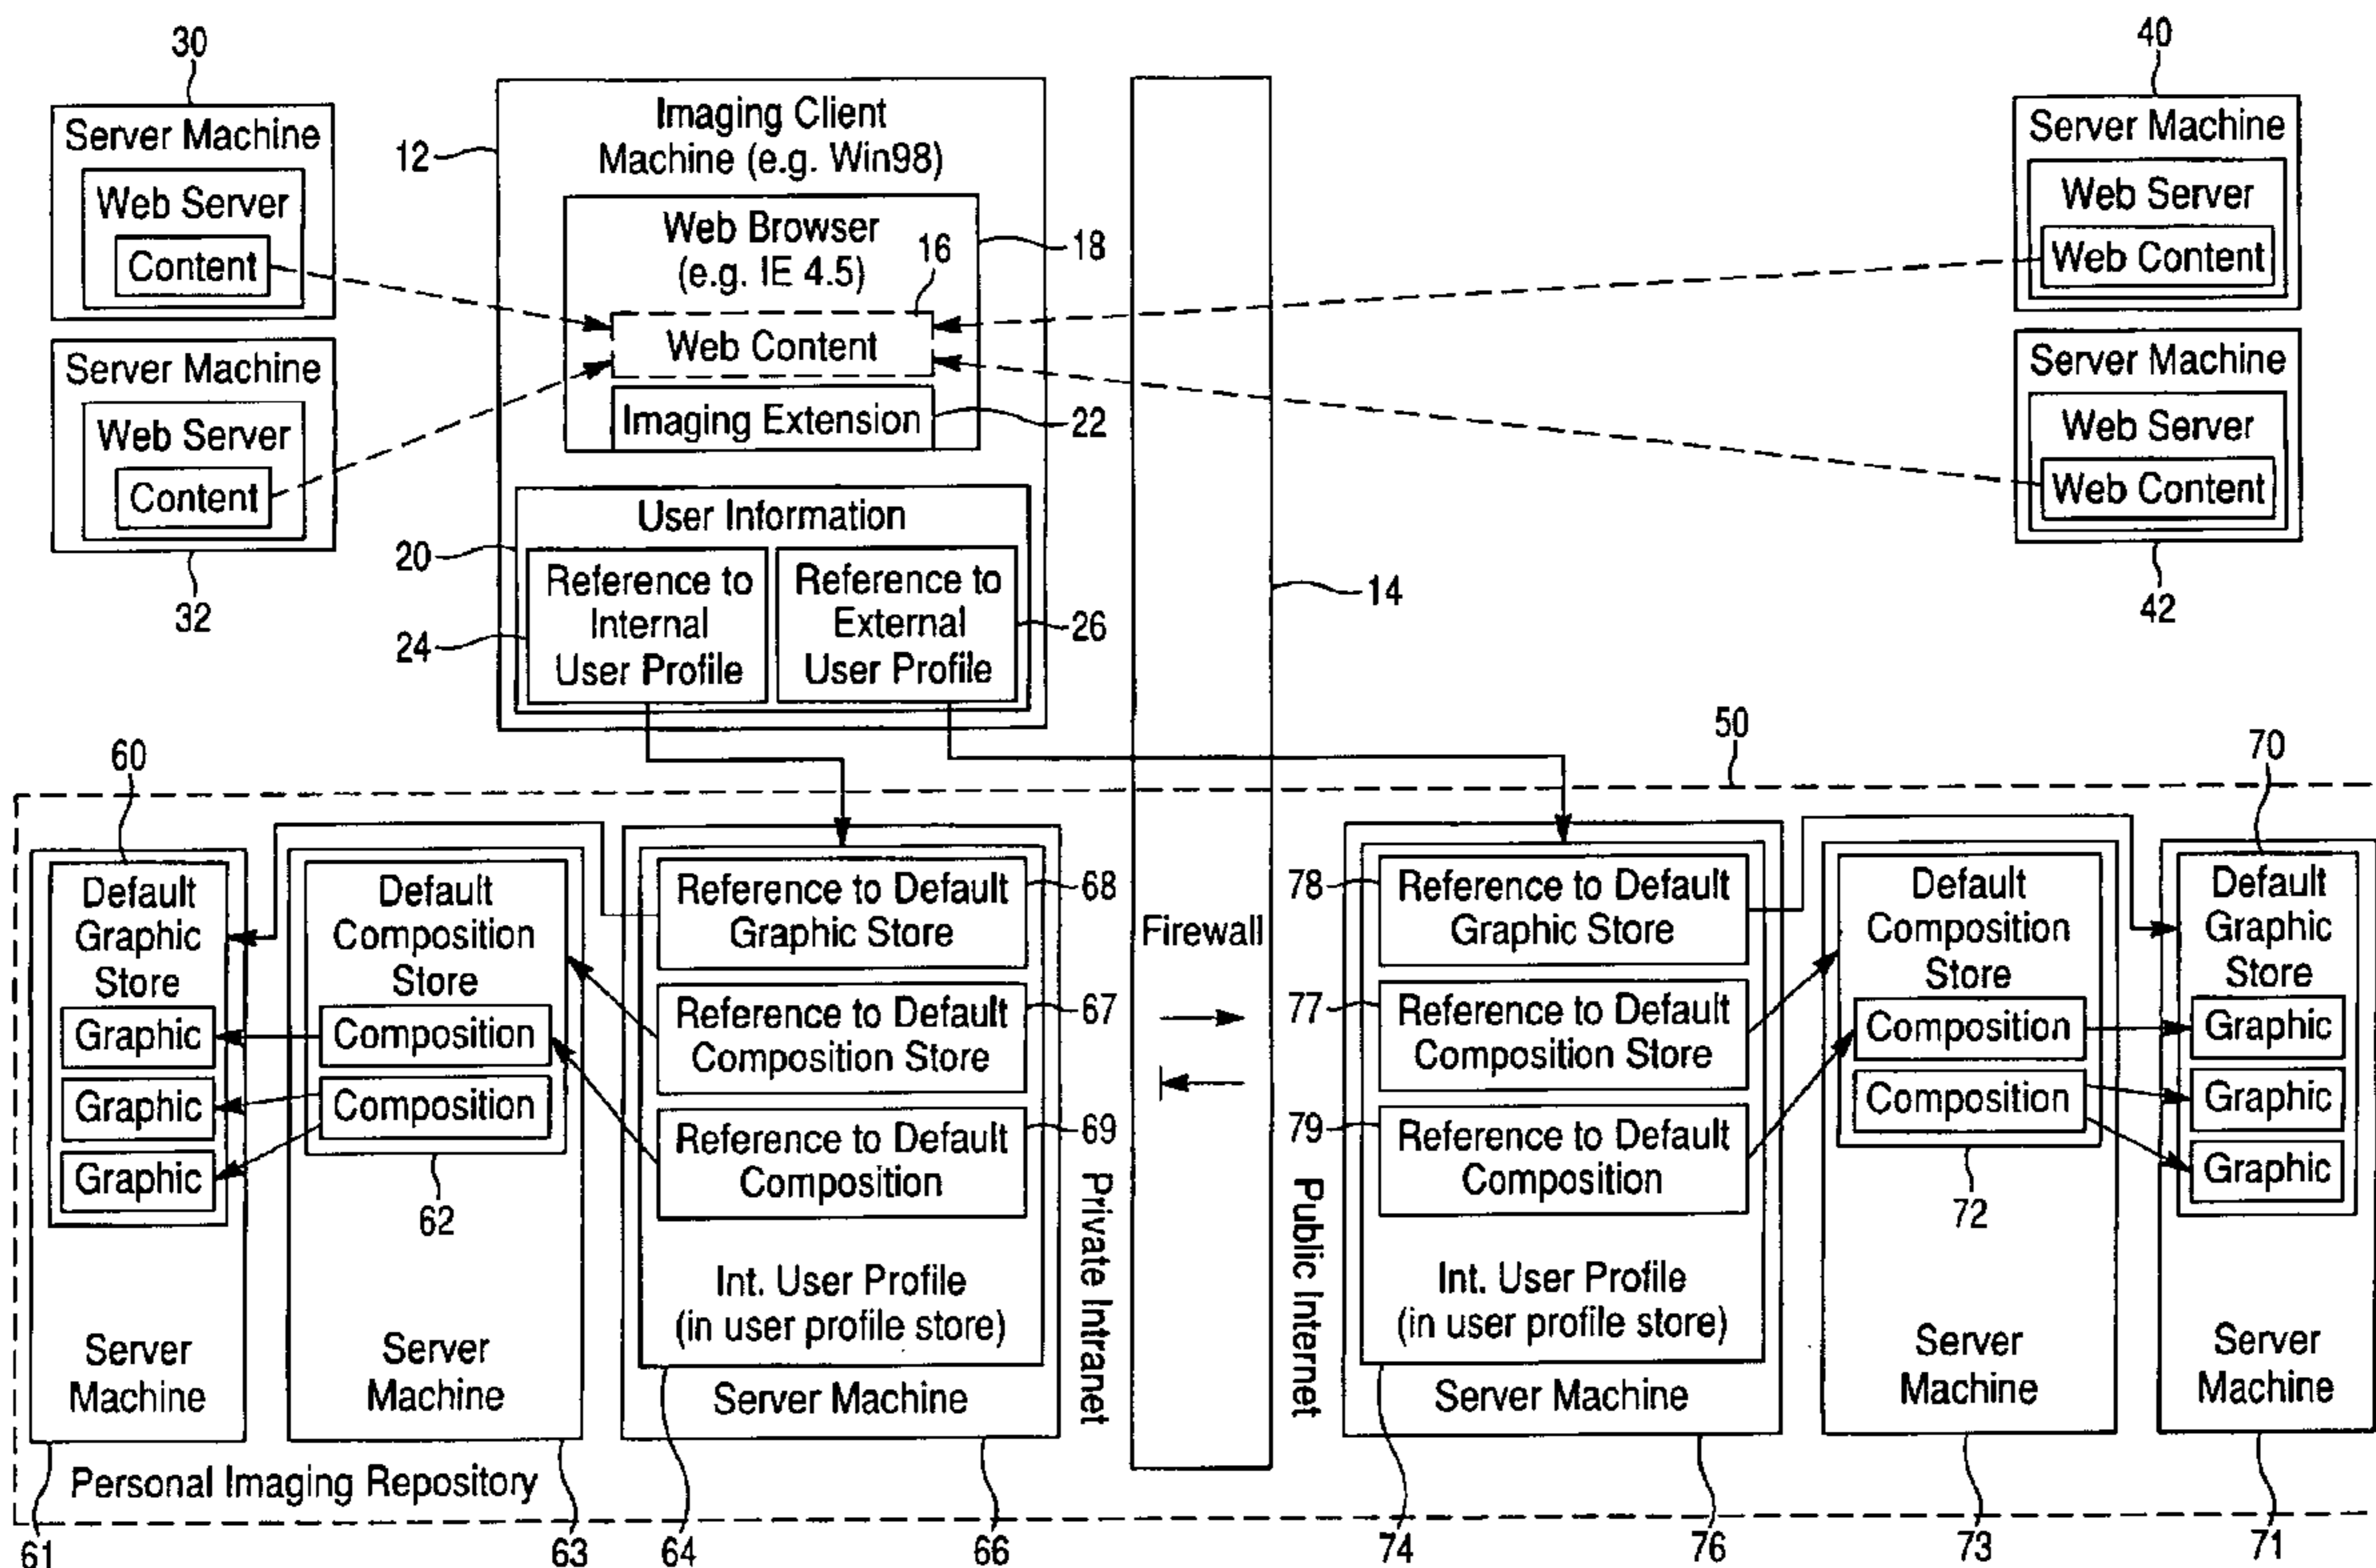 30
Server Machine
Web Server
Content
Server Machine
Web Server
Content
32
12
Imaging Client
Machine (e.g. Win98)
Web Browser
(e.g. IE 4.5)
16
18
Web Content
Imaging Extension
22
User Information
20
Reference to
Internal
User Profile
24
Reference to
External
User Profile
26
14
40
Server Machine
Web Server
Web Content
Server Machine
Web Server
Web Content
42
50
60
Default
Graphic
Store
Graphic
Graphic
Graphic
Server
Machine
61
Default
Composition
Store
Composition
Composition
62
Server
Machine
63
Reference to Default
Graphic Store
68
Reference to Default
Composition Store
67
Reference to Default
Composition
69
Int. User Profile
(in user profile store)
Server Machine
64
66
Private Intranet
Firewall
Public Internet
78
Reference to Default
Graphic Store
77
Reference to Default
Composition Store
79
Reference to Default
Composition
Int. User Profile
(in user profile store)
Server Machine
74
76
Default
Composition
Store
Composition
Composition
72
Server
Machine
73
70
Default
Graphic
Store
Graphic
Graphic
Graphic
Server
Machine
71
Personal Imaging Repository